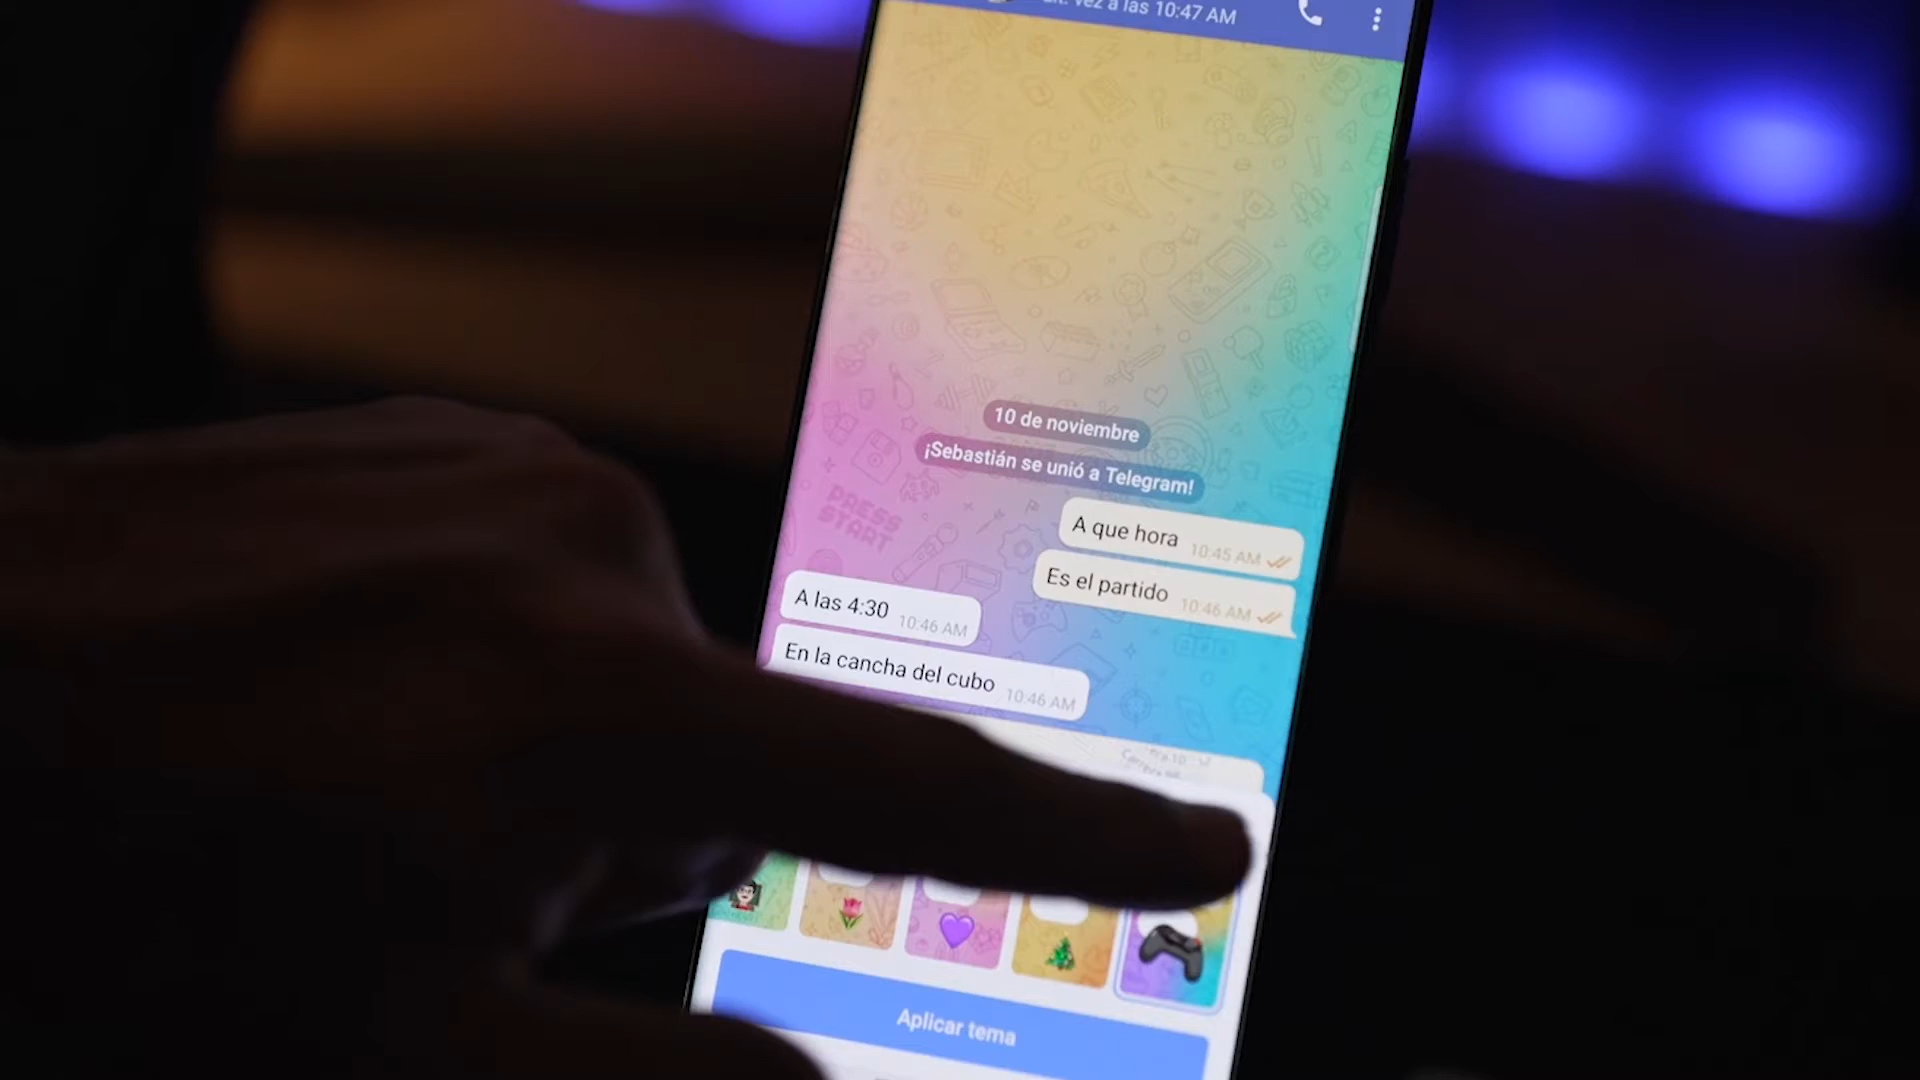 vez a las 10:47 AM
10 de noviembre
¡Sebastián se unió a Telegram!
A que hora 10:45 AM
Es el partido 10:46 AM
PRESS
START
A las 4:30 10:46 AM
En la cancha del cubo 10:46 AM
Aplicar tema